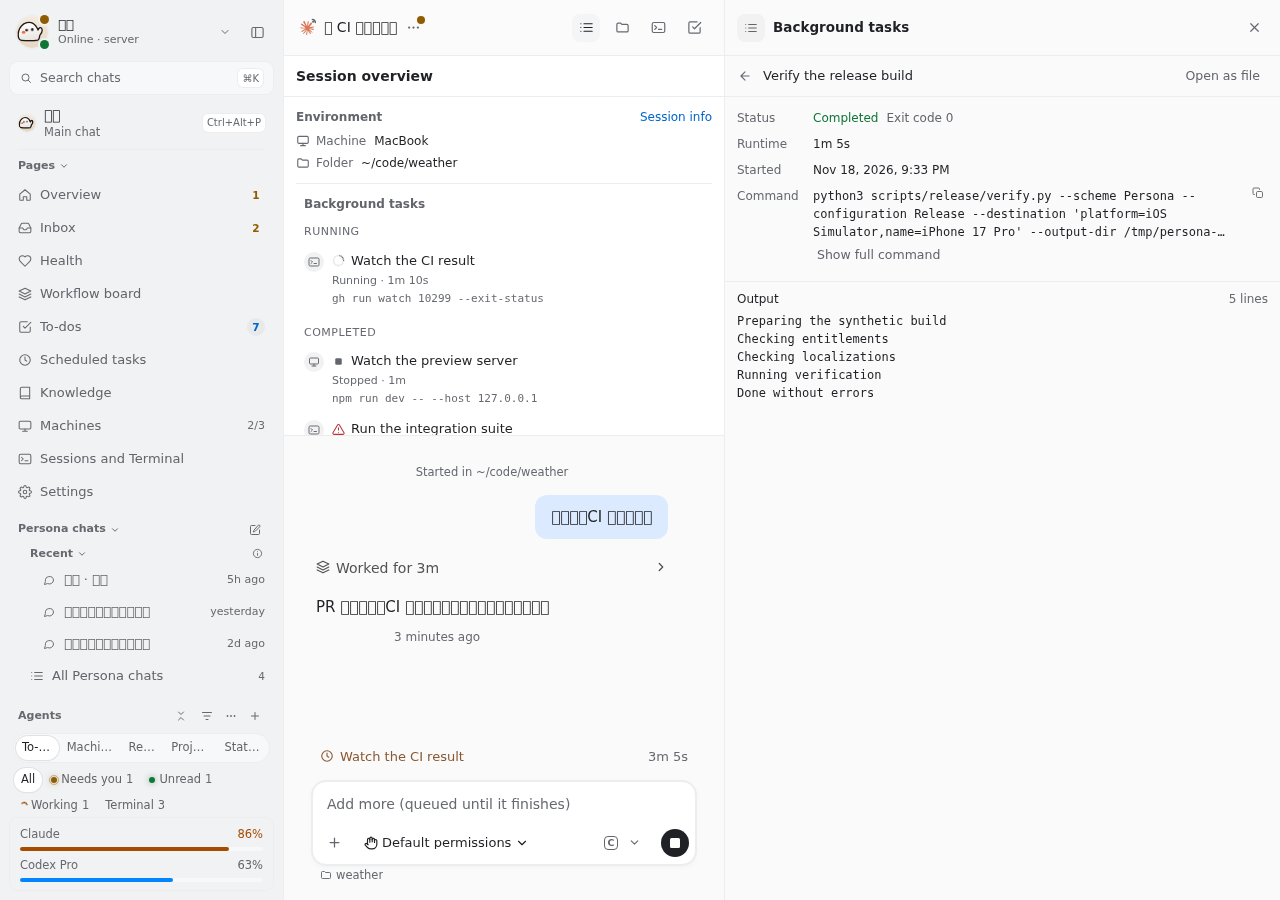 Online · server
Search chats
⌘K
Main chat
Ctrl+Alt+P
Pages
Overview
1
Inbox
2
Health
Workflow board
To-dos
7
Scheduled tasks
Knowledge
Machines
2/3
Sessions and Terminal
Settings
Persona chats
Recent
5h ago
yesterday
2d ago
All Persona chats
4
Agents
To-...
Machi...
Re...
Proj...
Stat...
All
Needs you 1
Unread 1
Working 1
Terminal 3
Claude
86%
Codex Pro
63%
CI
Session overview
Environment
Session info
Machine MacBook
Folder ~/code/weather
Background tasks
RUNNING
Watch the CI result
Running · 1m 10s
gh run watch 10299 --exit-status
COMPLETED
Watch the preview server
Stopped · 1m
npm run dev -- --host 127.0.0.1
Run the integration suite
Started in ~/code/weather
CI
Worked for 3m
PR CI
3 minutes ago
Watch the CI result
3m 5s
Add more (queued until it finishes)
Default permissions
C
weather
Background tasks
Verify the release build
Open as file
Status Completed Exit code 0
Runtime 1m 5s
Started Nov 18, 2026, 9:33 PM
Command python3 scripts/release/verify.py --scheme Persona --
configuration Release --destination 'platform=iOS
Simulator,name=iPhone 17 Pro' --output-dir /tmp/persona-…
Show full command
Output
5 lines
Preparing the synthetic build
Checking entitlements
Checking localizations
Running verification
Done without errors